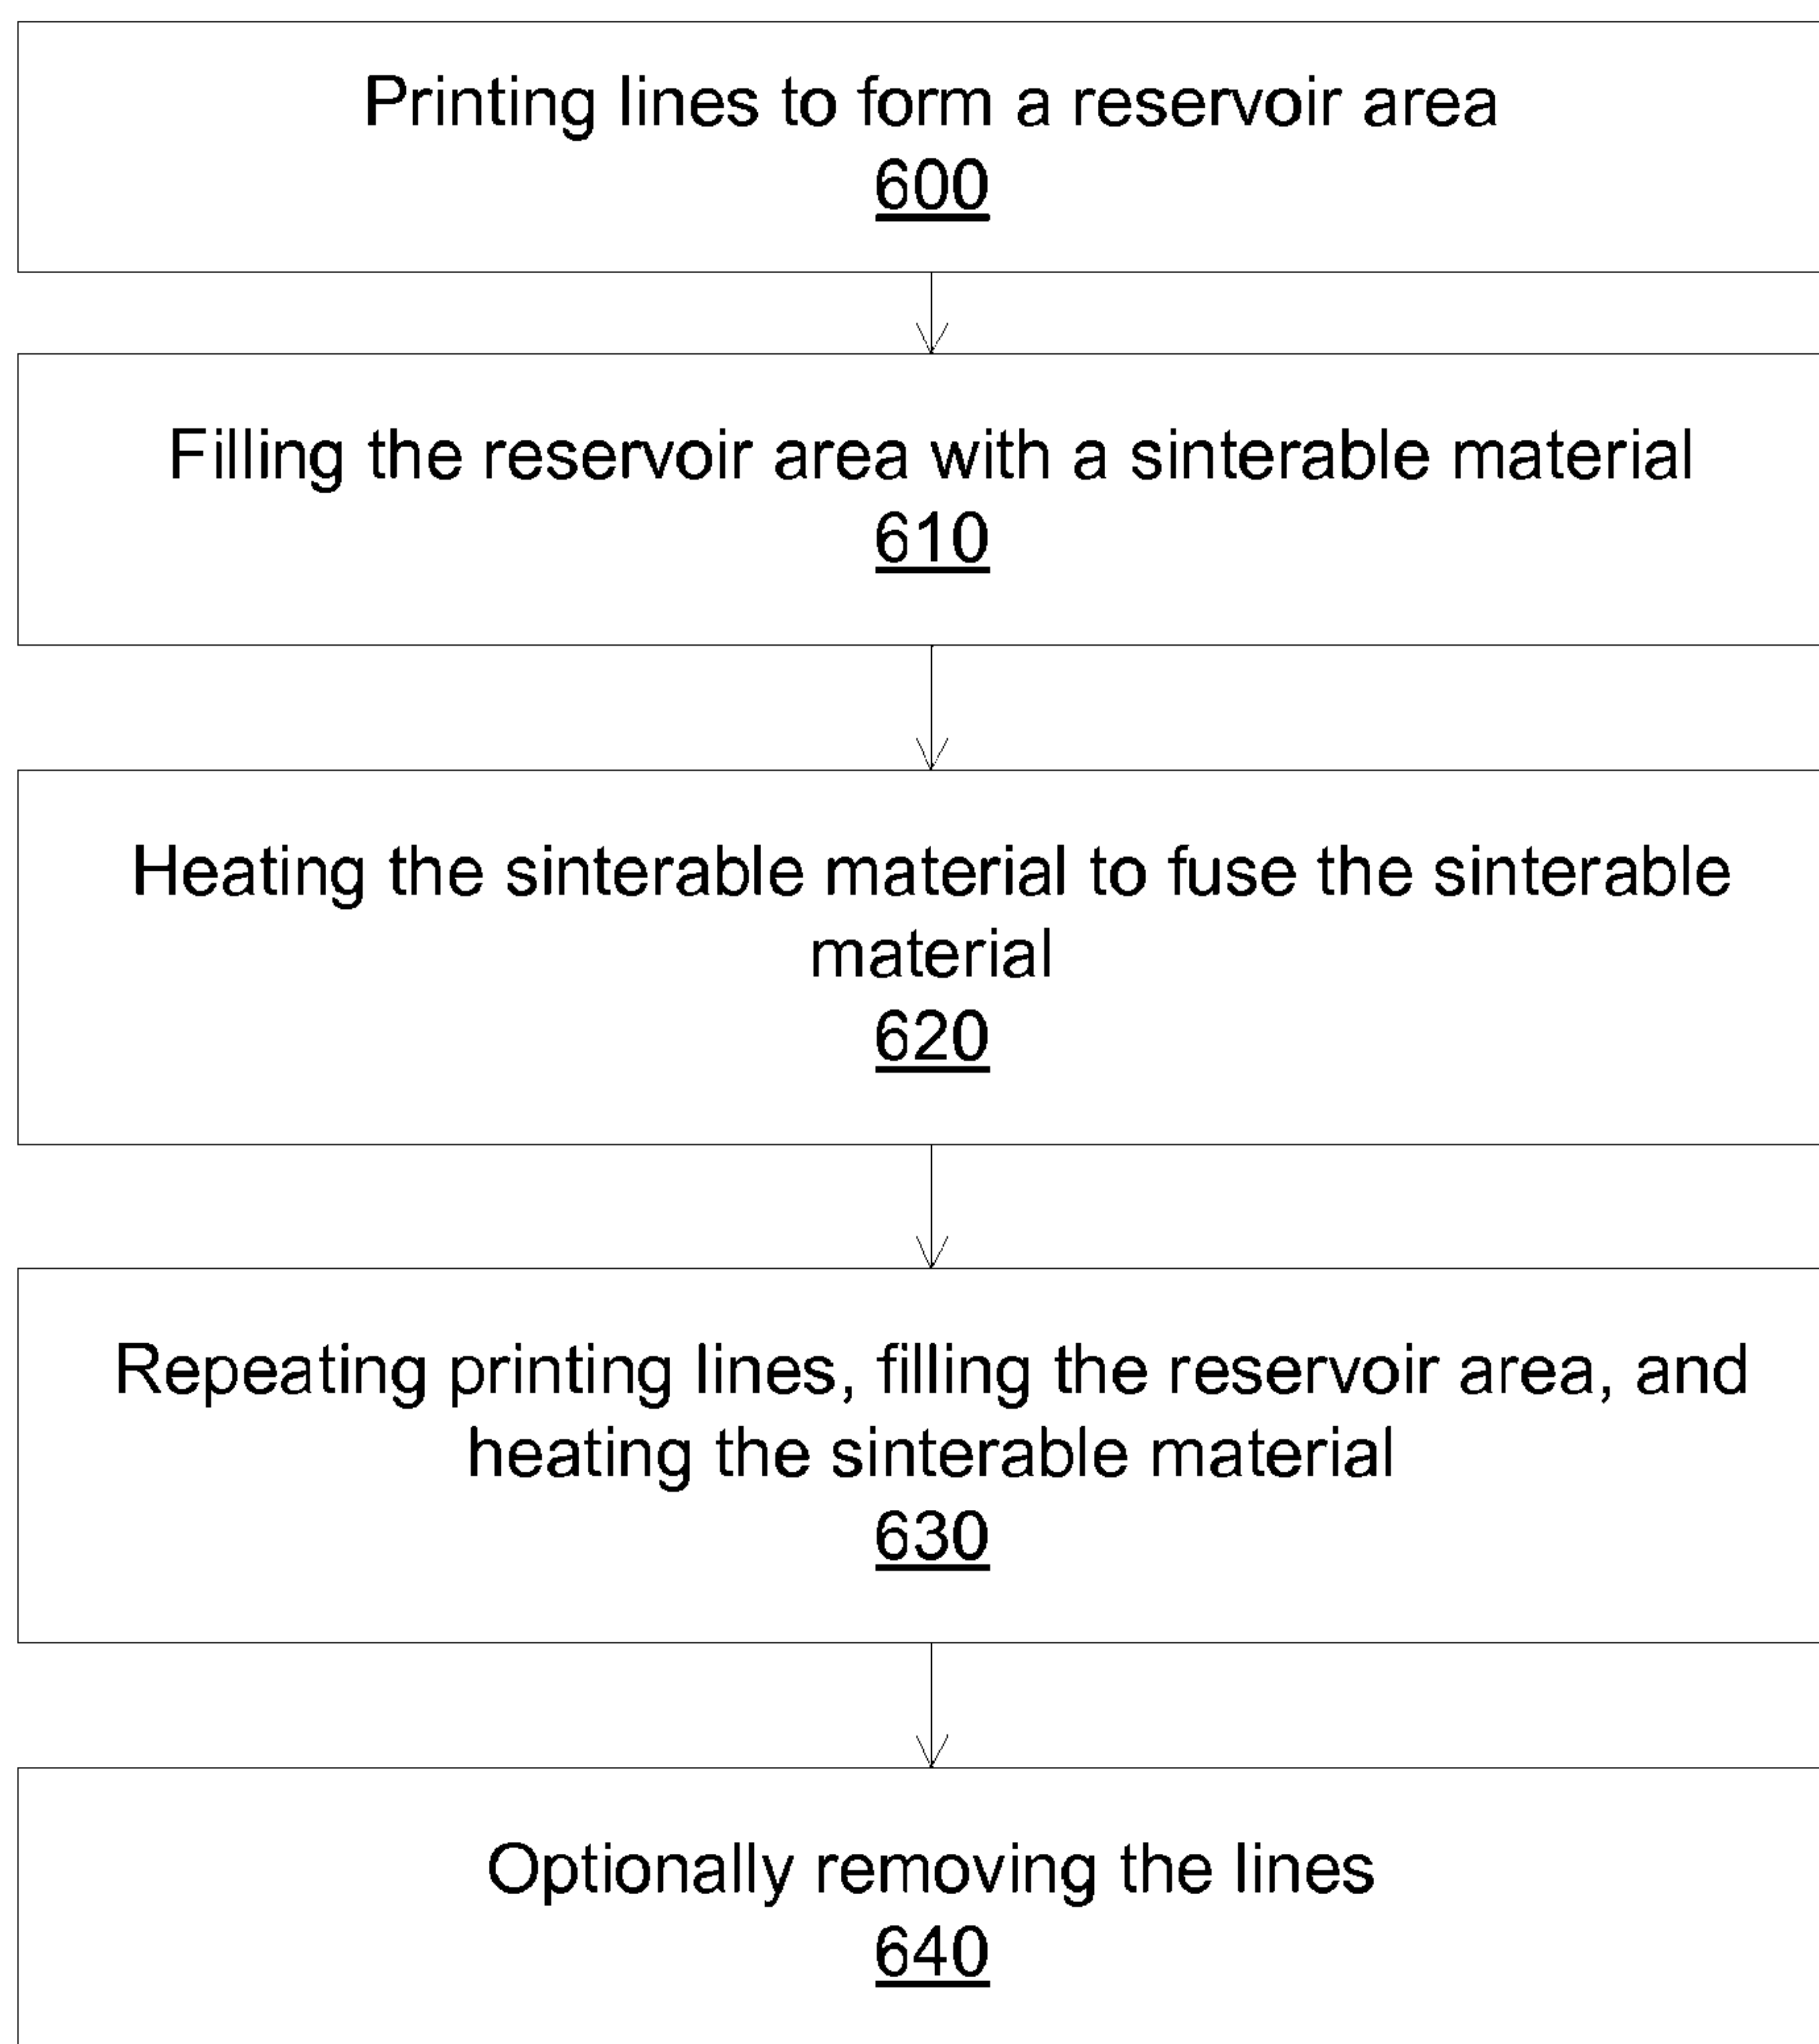 Printing lines to form a reservoir area
600
Filling the reservoir area with a sinterable material
610
Heating the sinterable material to fuse the sinterable
material
620
Repeating printing lines, filling the reservoir area, and
heating the sinterable material
630
Optionally removing the lines
640